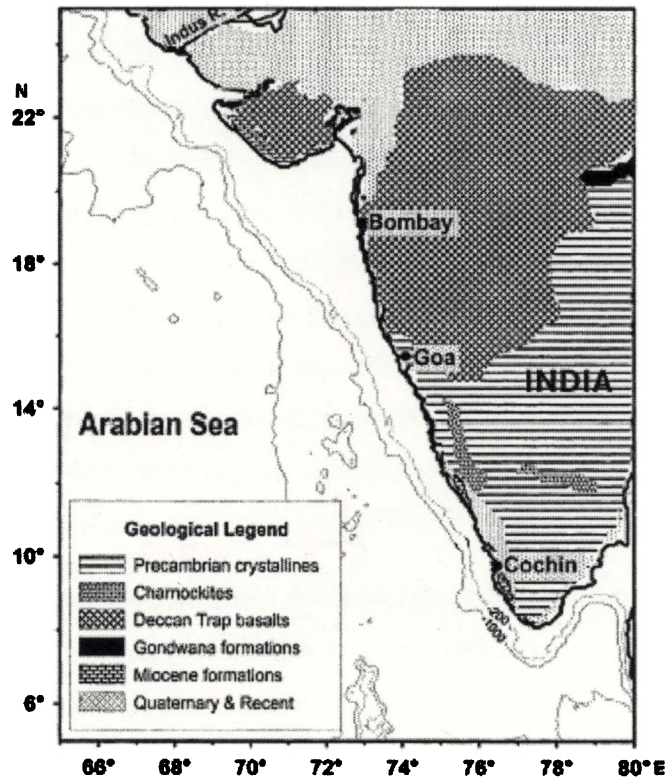 Indus R.
N
22°
Bombay
18°
Goa
INDIA
14°
Arabian Sea
Geological Legend
10°
Cochin
Precambrian crystallines
Charnockites
Deccan Trap basalts
-200
-1000
Gondwana formations
Miocene formations
6°
Quaternary & Recent
66° 68° 70° 72° 74° 76° 78° 80°E